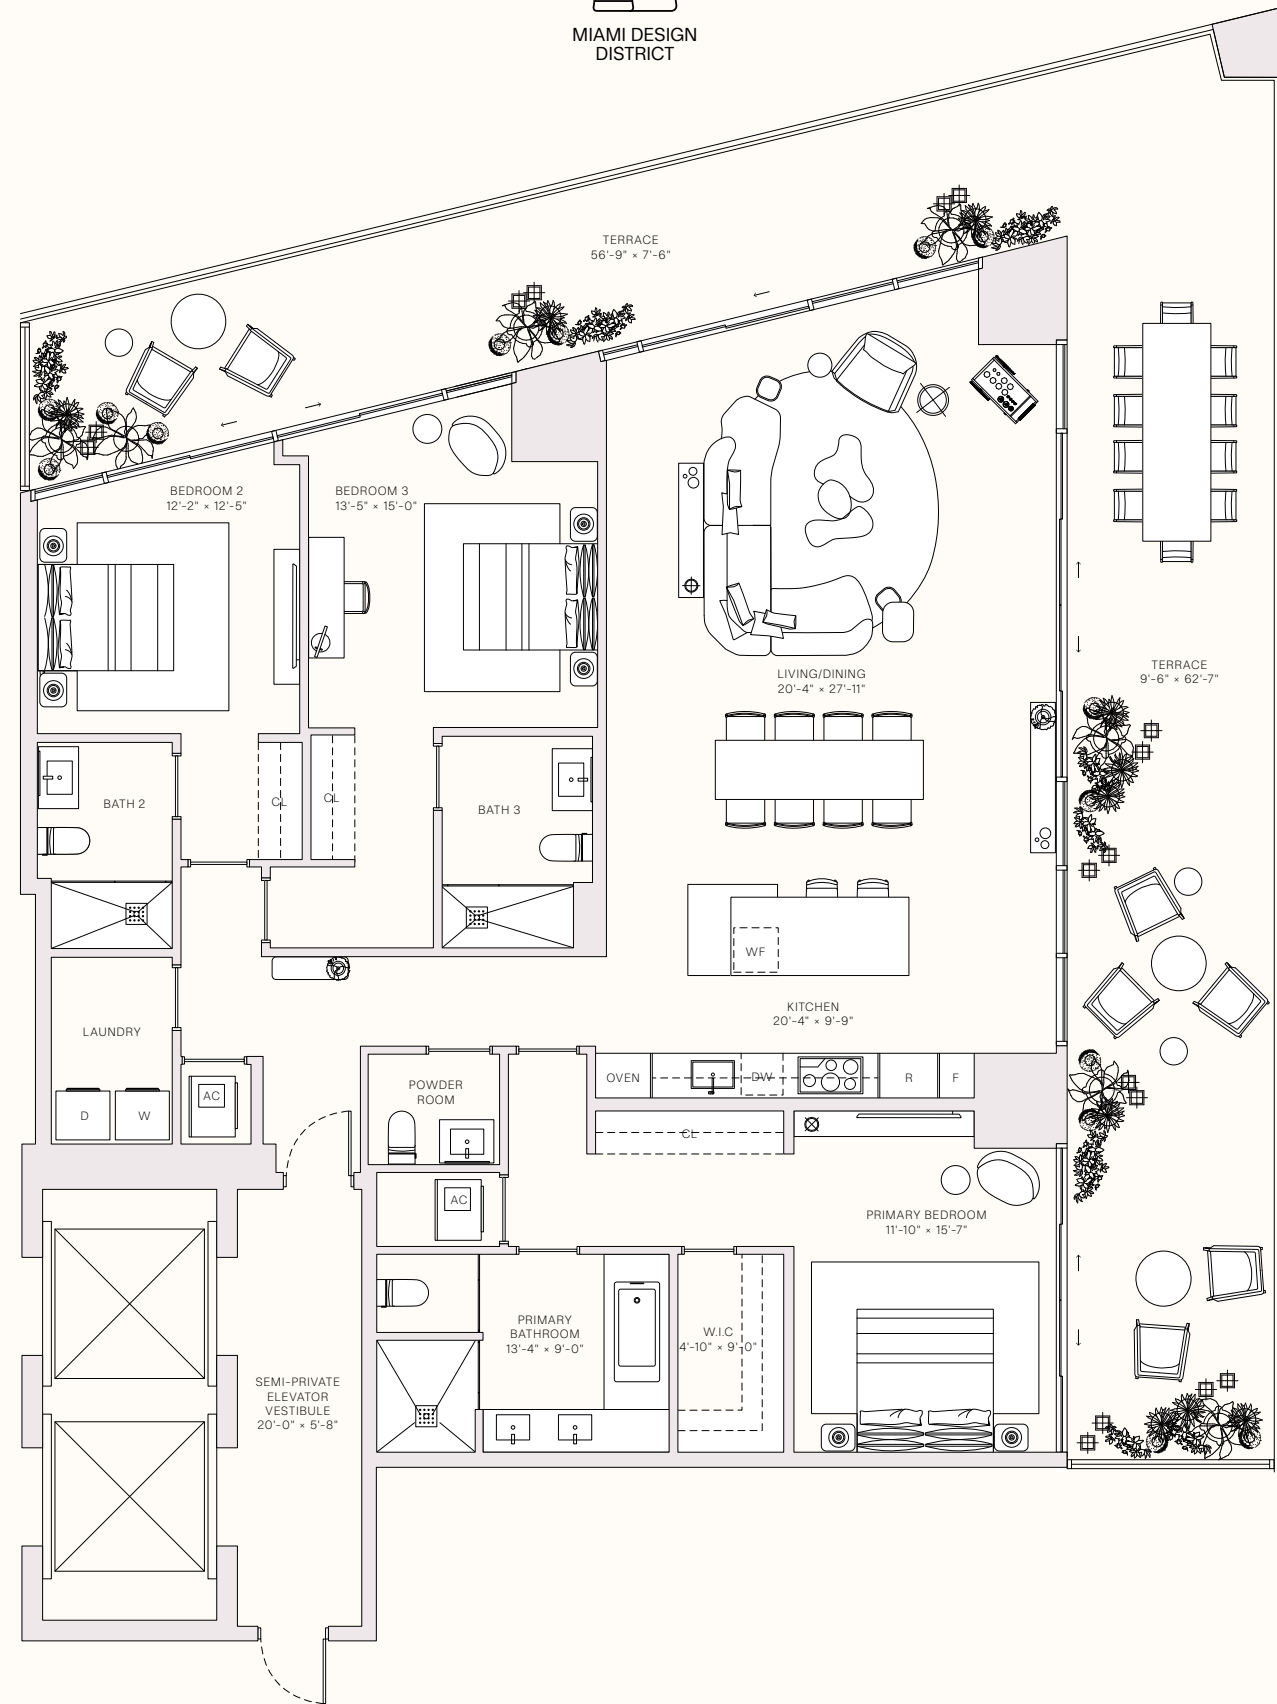 MIAMI DESIGN
DISTRICT
TERRACE
56'-9" × 7'-6"
BEDROOM 2
12'-2" × 12'-5"
BEDROOM 3
13'-5" × 15'-0"
LIVING/DINING
20'-4" × 27'-11"
TERRACE
9'-6" × 62'-7"
BATH 2
CL
CL
BATH 3
WF
KITCHEN
20'-4" × 9'-9"
LAUNDRY
D
W
AC
POWDER
ROOM
OVEN
DW
R
F
CL
AC
PRIMARY BEDROOM
11'-10" × 15'-7"
PRIMARY
BATHROOM
13'-4" × 9'-0"
W.I.C
4'-10" × 9'-0"
SEMI-PRIVATE
ELEVATOR
VESTIBULE
20'-0" × 5'-8"